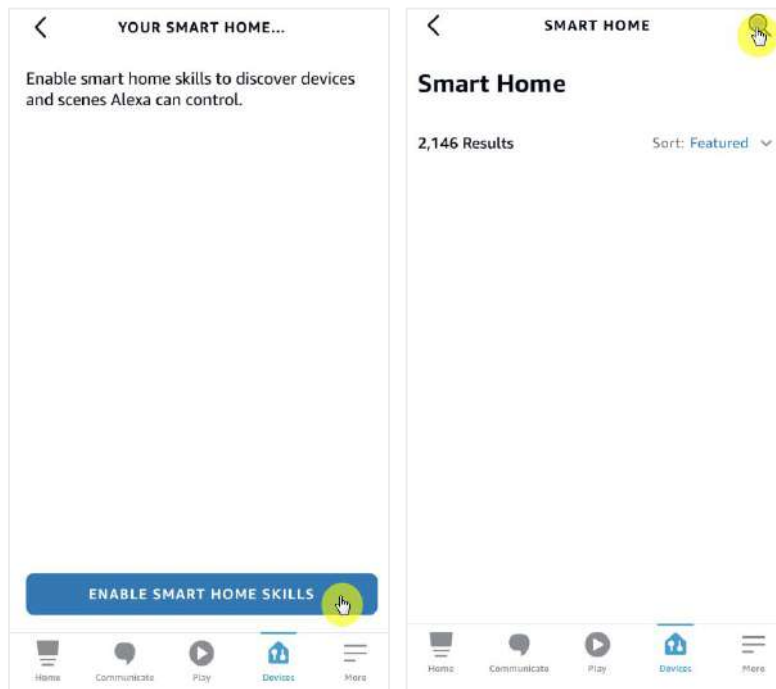 YOUR SMART HOME...
Enable smart home skills to discover devices
and scenes Alexa can control.
ENABLE SMART HOME SKILLS
Home Communicate Play Devices More
SMART HOME
Smart Home
2,146 Results Sort: Featured
Home Communicate Play Devices More